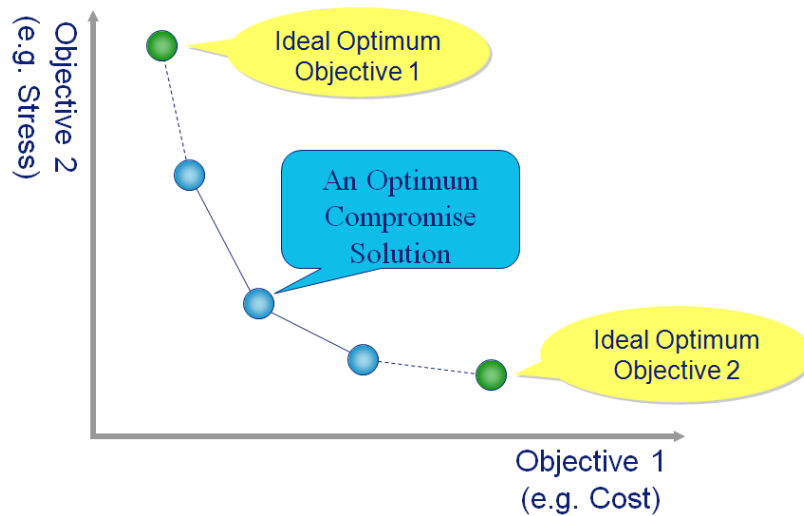 Objective 2
(e.g. Stress)
Ideal Optimum
Objective 1
An Optimum
Compromise
Solution
Ideal Optimum
Objective 2
Objective 1
(e.g. Cost)